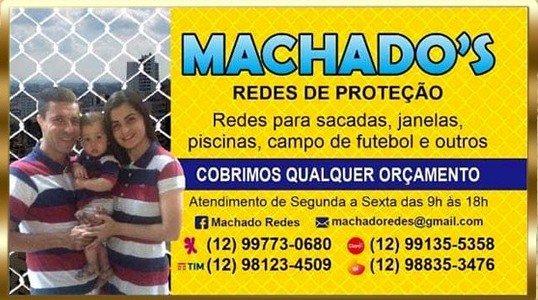 MACHADO'S
REDES DE PROTEÇÃO
Redes para sacadas, janelas,
piscinas, campo de futebol e outros
COBRIMOS QUALQUER ORÇAMENTO
Atendimento de Segunda a Sexta das 9h às 18h
Machado Redes machadoredes@gmail.com
(12) 99773-0680 Claro (12) 99135-5358
TIM (12) 98123-4509 oi (12) 98835-3476